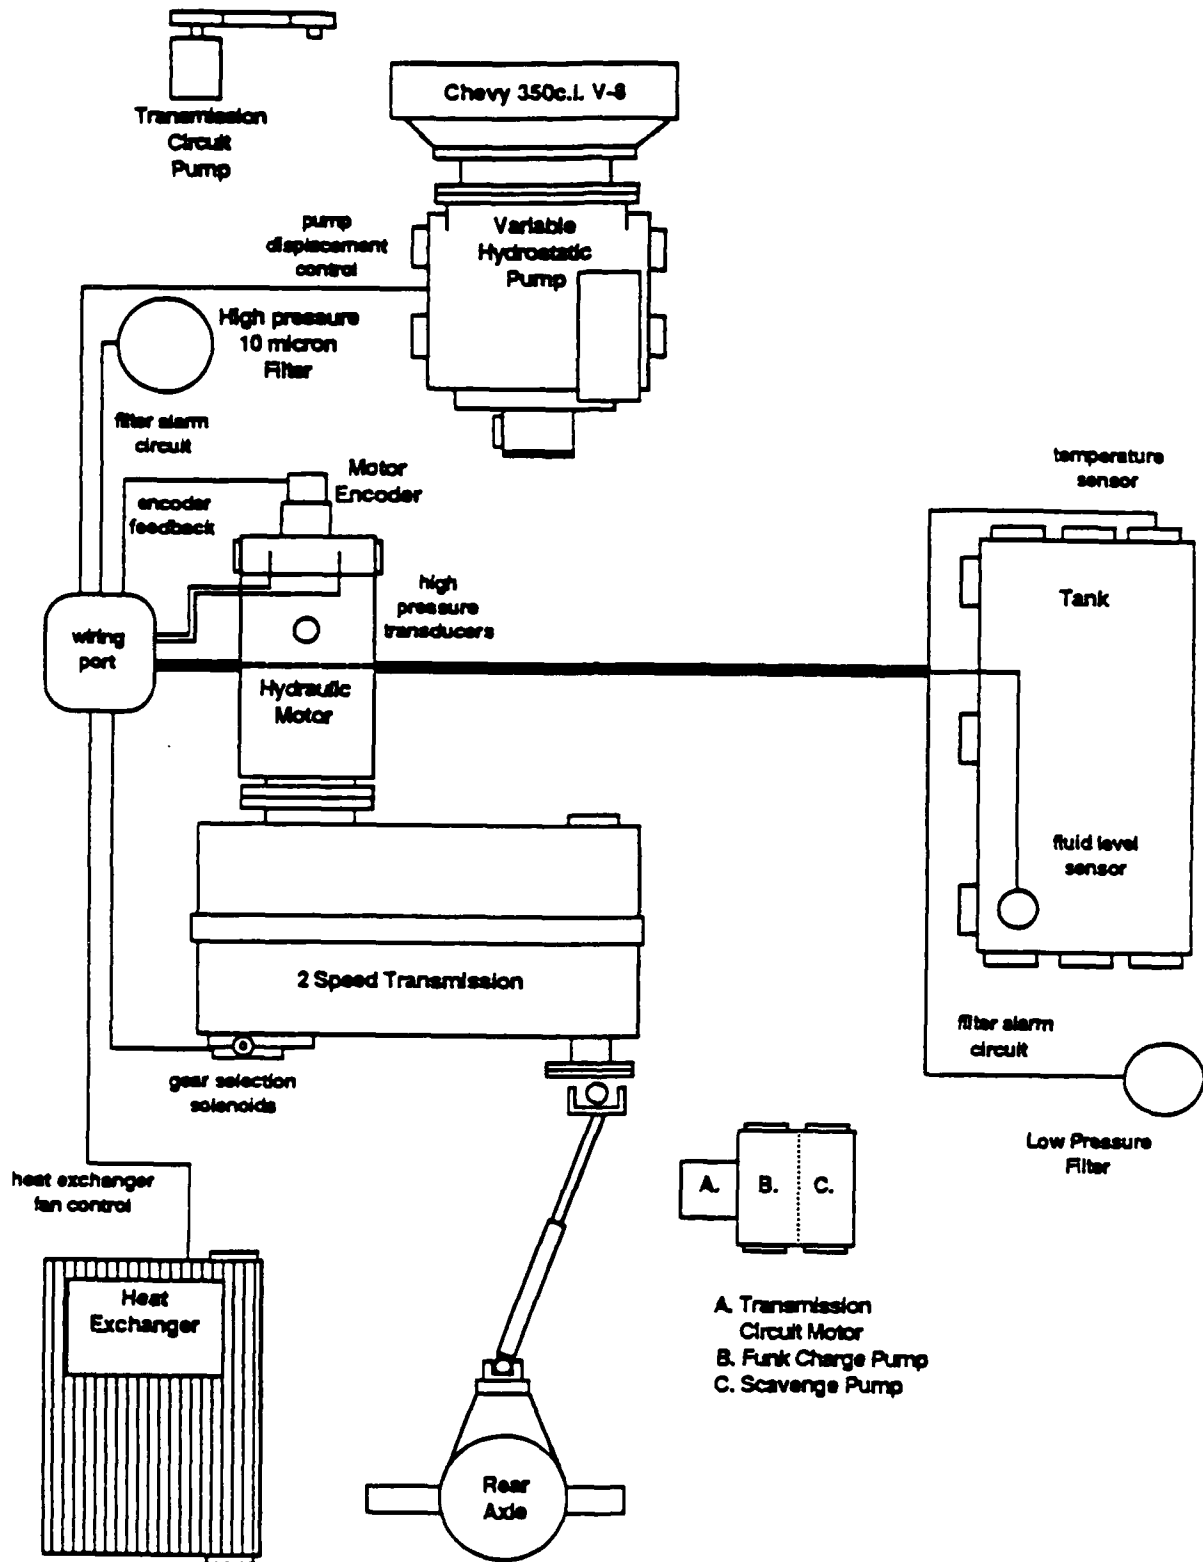 Transmission
Circuit
Pump
Chevy 350c.i. V-8
pump
displacement
control
Variable
Hydrostatic
Pump
High pressure
10 micron
Filter
filter alarm
circuit
Motor
Encoder
encoder
feedback
temperature
sensor
high
pressure
transducers
Tank
wiring
port
Hydraulic
Motor
fluid level
sensor
2 Speed Transmission
filter alarm
circuit
gear selection
solenoids
Low Pressure
Filter
heat exchanger
fan control
A. B. C.
Heat
Exchanger
A. Transmission
Circuit Motor
B. Funk Charge Pump
C. Scavenge Pump
Rear
Axle